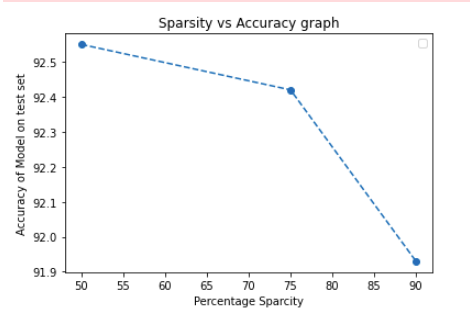 Sparsity vs Accuracy graph
Accuracy of Model on test set
92.5
92.4
92.3
92.2
92.1
92.0
91.9
50 55 60 65 70 75 80 85 90
Percentage Sparcity